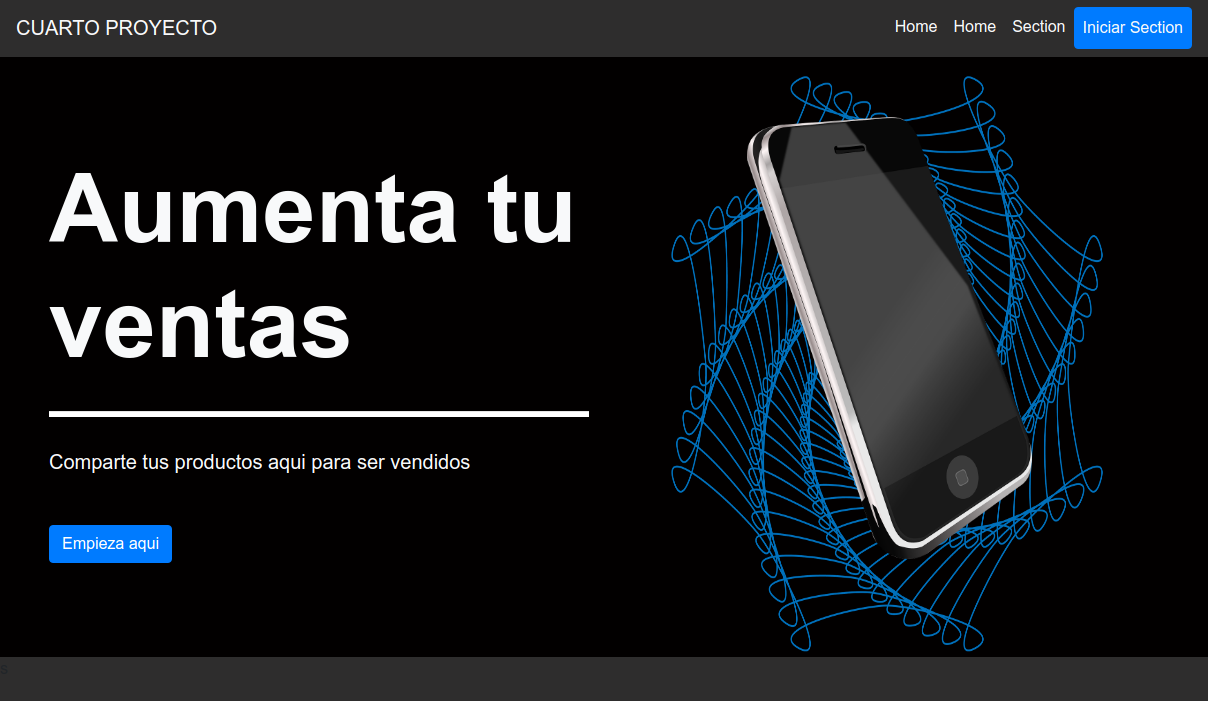 CUARTO PROYECTO
Home Home Section Iniciar Section
Aumenta tu
ventas
Comparte tus productos aqui para ser vendidos
Empieza aqui
s